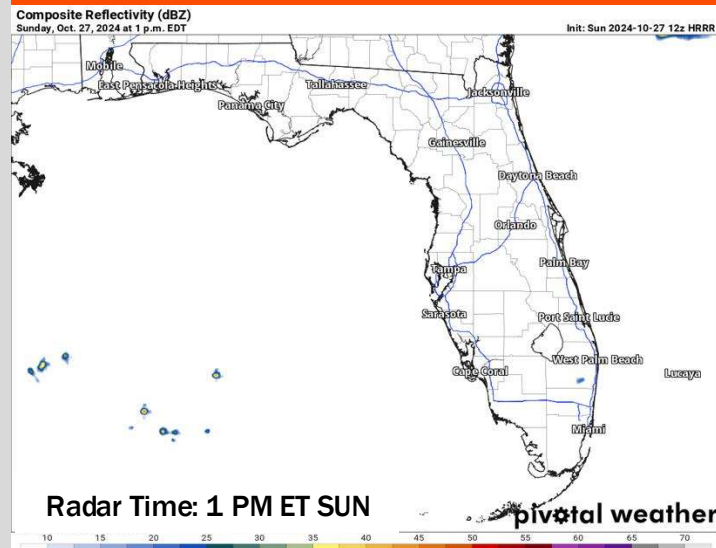 Composite Reflectivity (dBZ)
Sunday, Oct. 27, 2024 at 1 p.m. EDT
Init: Sun 2024-10-27 12z HRRR
Mobile
East Pensacola Heights
Tallahassee
Panama City
Jacksonville
Gainesville
Daytona Beach
Orlando
Palm Bay
Tampa
Sarasota
Port Saint Lucie
West Palm Beach
Cape Coral
Lucaya
Miami
Radar Time: 1 PM ET SUN
pivotal weather
10 15 20 25 30 35 40 45 50 55 60 65 70